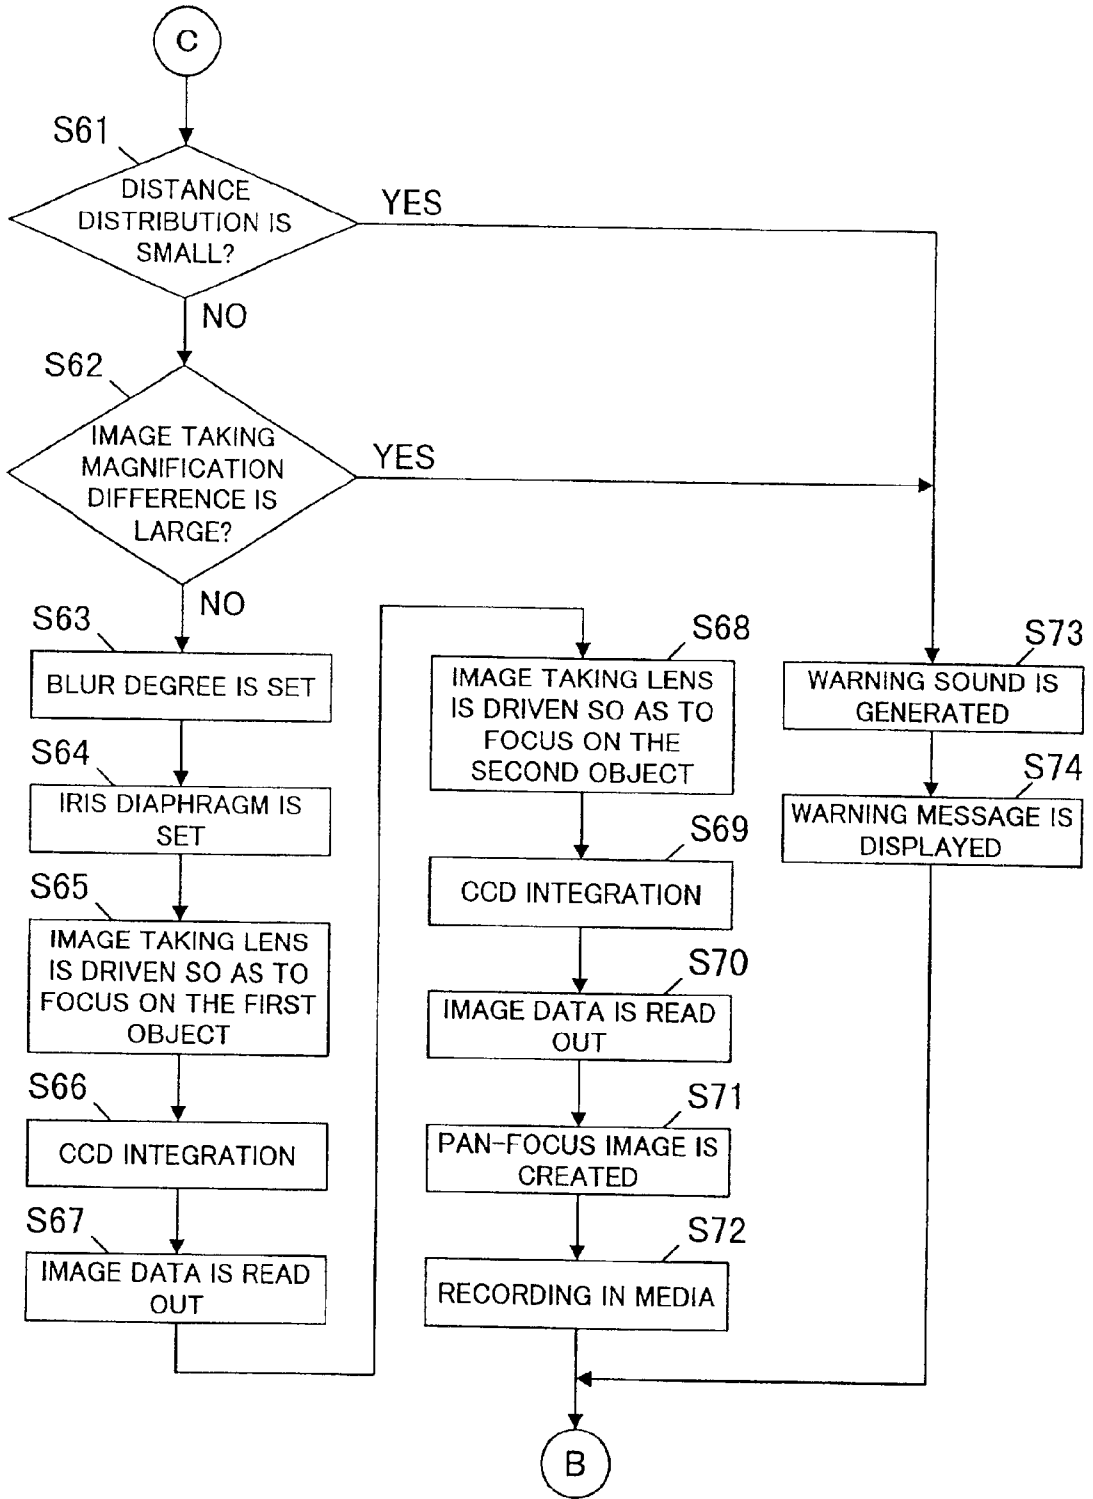 C
S61
DISTANCE
DISTRIBUTION IS
SMALL?
YES
NO
S62
IMAGE TAKING
MAGNIFICATION
DIFFERENCE IS
LARGE?
YES
NO
S63
BLUR DEGREE IS SET
S64
IRIS DIAPHRAGM IS
SET
S65
IMAGE TAKING LENS
IS DRIVEN SO AS TO
FOCUS ON THE FIRST
OBJECT
S66
CCD INTEGRATION
S67
IMAGE DATA IS READ
OUT
S68
IMAGE TAKING LENS
IS DRIVEN SO AS TO
FOCUS ON THE
SECOND OBJECT
S69
CCD INTEGRATION
S70
IMAGE DATA IS READ
OUT
S71
PAN-FOCUS IMAGE IS
CREATED
S72
RECORDING IN MEDIA
S73
WARNING SOUND IS
GENERATED
S74
WARNING MESSAGE IS
DISPLAYED
B